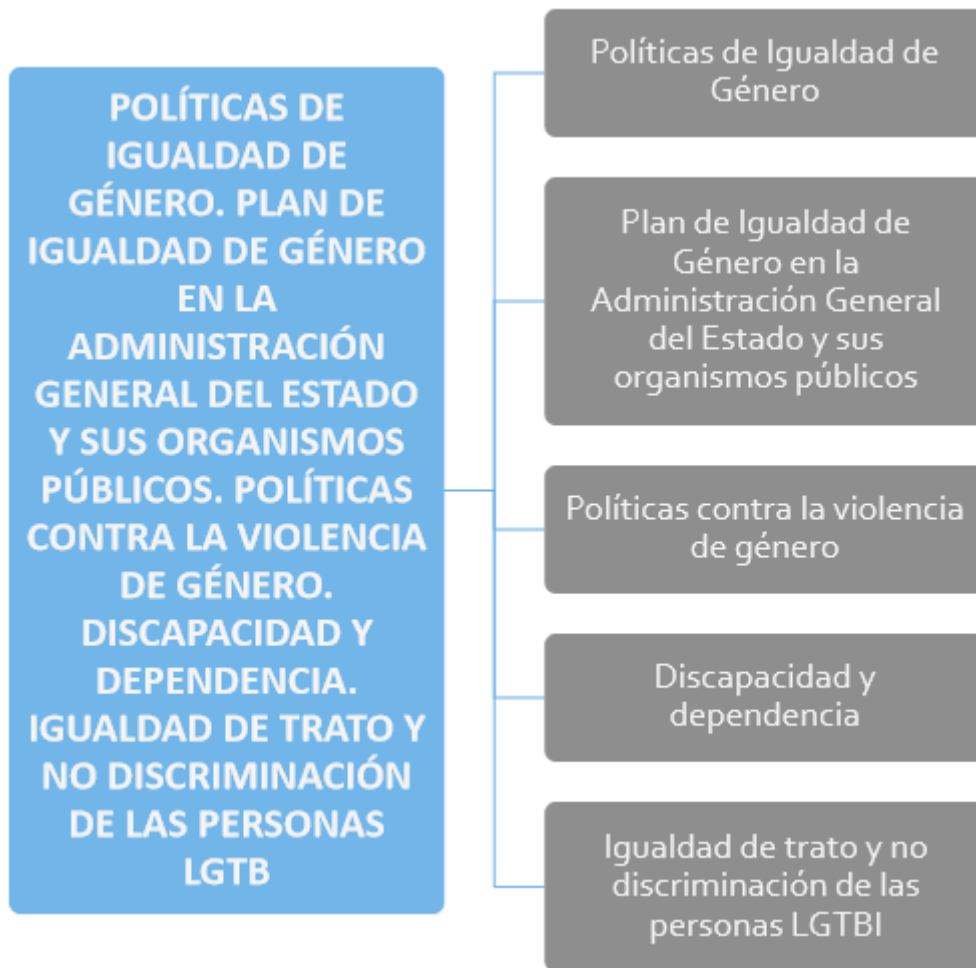 POLÍTICAS DE
IGUALDAD DE
GÉNERO. PLAN DE
IGUALDAD DE GÉNERO
EN LA
ADMINISTRACIÓN
GENERAL DEL ESTADO
Y SUS ORGANISMOS
PÚBLICOS. POLÍTICAS
CONTRA LA VIOLENCIA
DE GÉNERO.
DISCAPACIDAD Y
DEPENDENCIA.
IGUALDAD DE TRATO Y
NO DISCRIMINACIÓN
DE LAS PERSONAS
LGTB
Políticas de Igualdad de
Género
Plan de Igualdad de
Género en la
Administración General
del Estado y sus
organismos públicos
Políticas contra la violencia
de género
Discapacidad y
dependencia
Igualdad de trato y no
discriminación de las
personas LGTBI